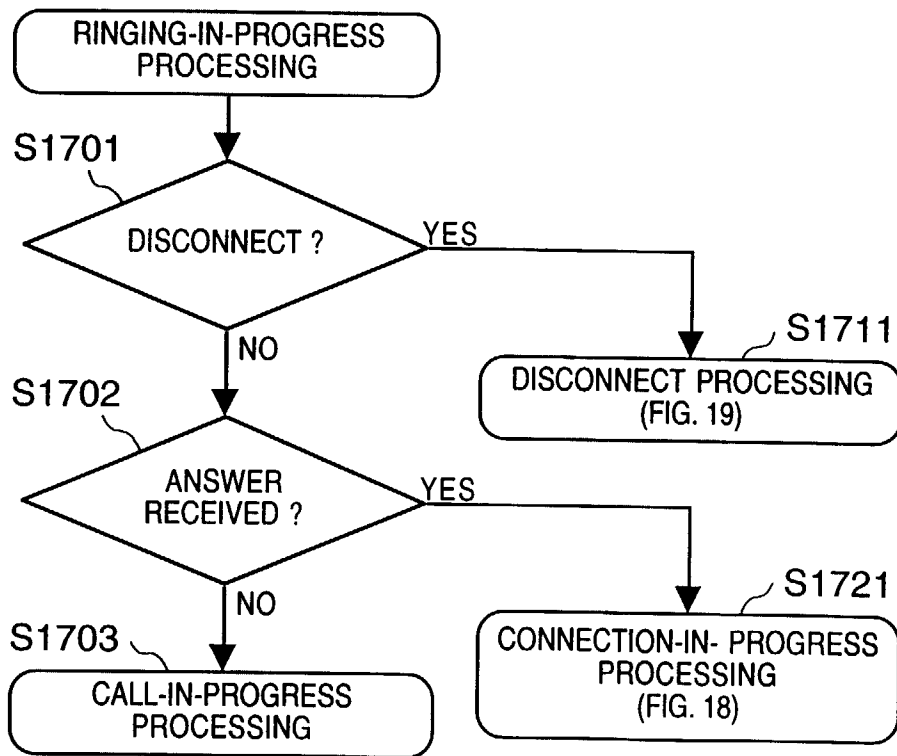 RINGING-IN-PROGRESS
PROCESSING
S1701
DISCONNECT ?
YES
NO
S1711
DISCONNECT PROCESSING
(FIG. 19)
S1702
ANSWER
RECEIVED ?
YES
NO
S1721
CONNECTION-IN- PROGRESS
PROCESSING
(FIG. 18)
S1703
CALL-IN-PROGRESS
PROCESSING